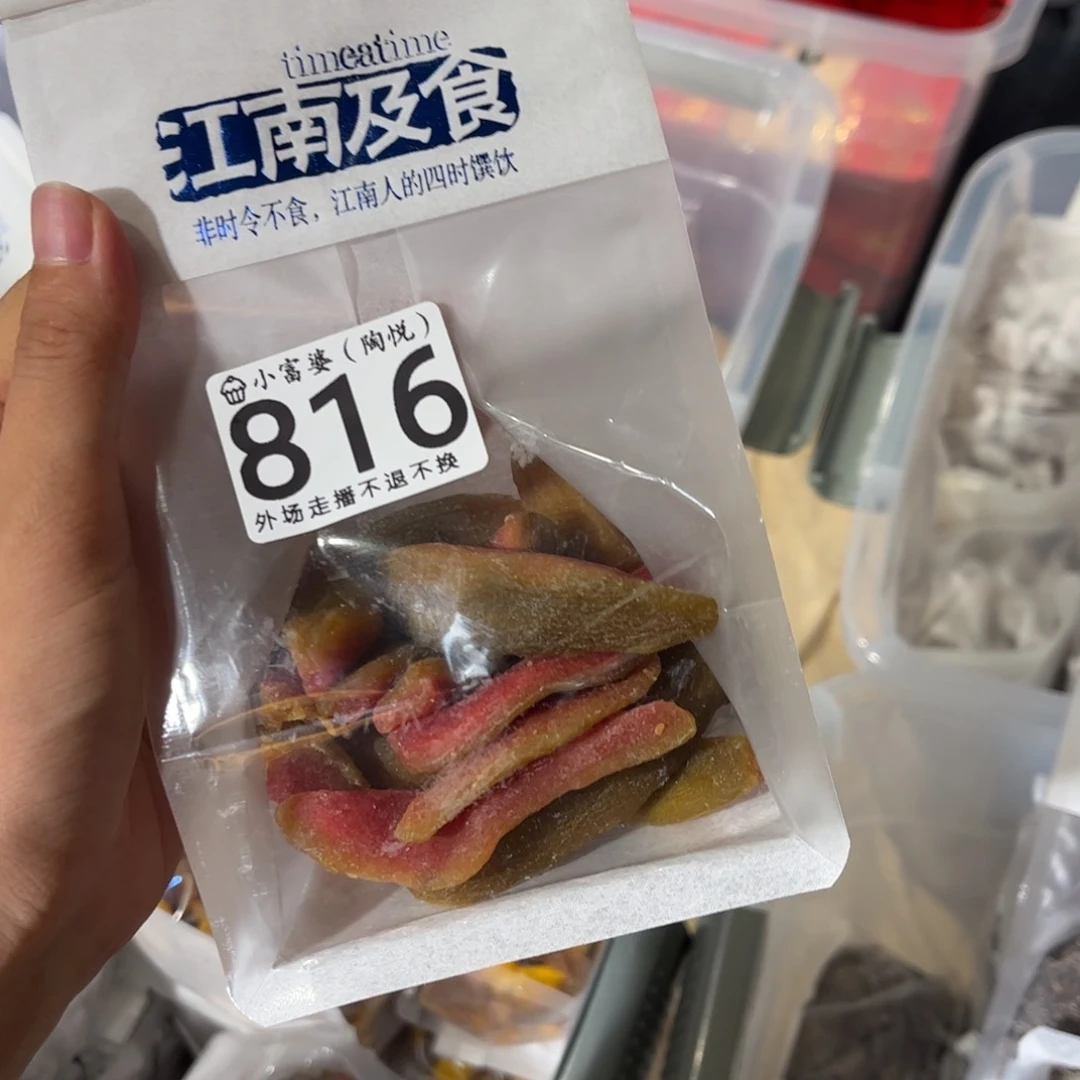 timeatime
江南及食
非时令不食，江南人的四时馔饮
小富婆（陶悦）
816
外场走播不退不换